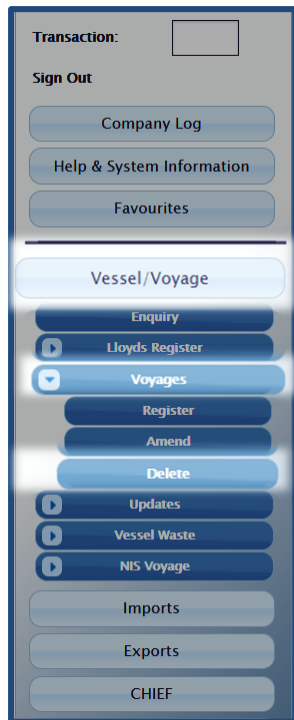 Transaction:
Sign Out
Company Log
Help & System Information
Favourites
Vessel/Voyage
Enquiry
Lloyds Register
Voyages
Register
Amend
Delete
Updates
Vessel Waste
NIS Voyage
Imports
Exports
CHIEF